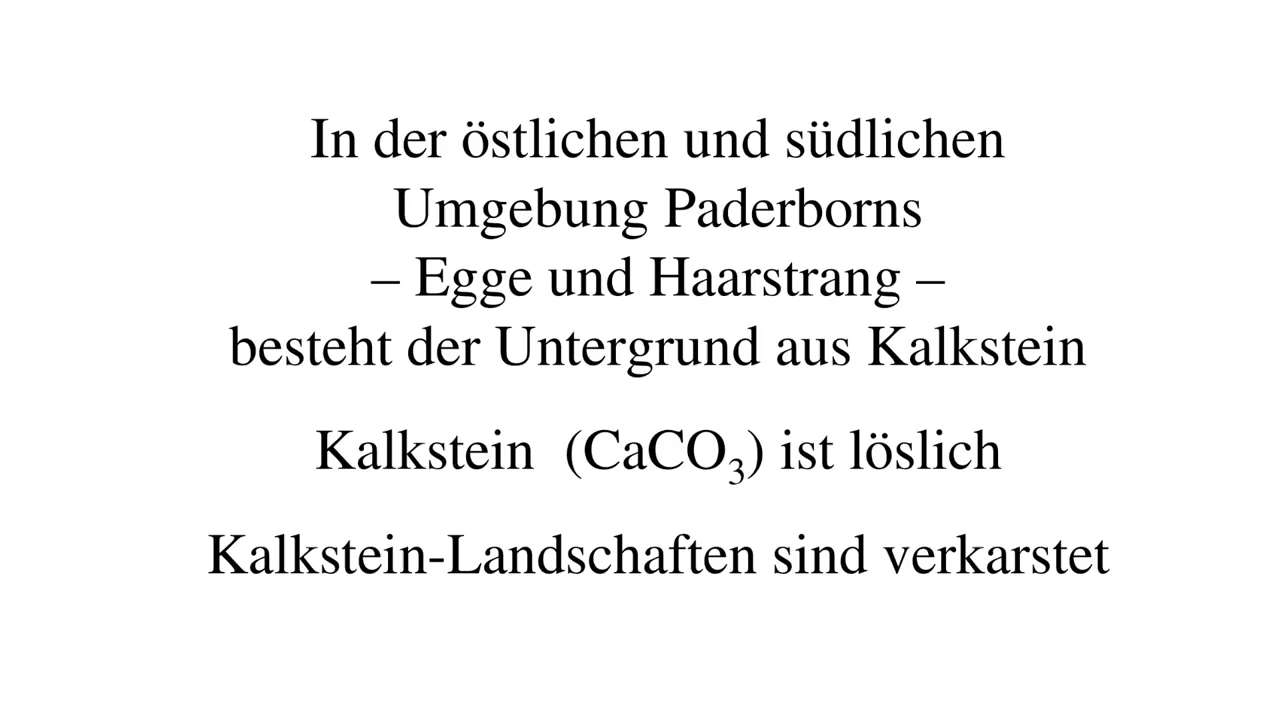 In der östlichen und südlichen
Umgebung Paderborns
– Egge und Haarstrang –
besteht der Untergrund aus Kalkstein
Kalkstein  (CaCO₃) ist löslich
Kalkstein-Landschaften sind verkarstet